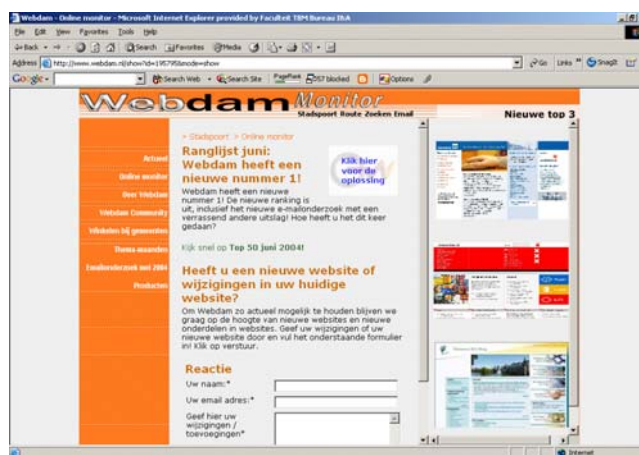 Webdam - Online monitor - Microsoft Internet Explorer provided by Faculteit TBM Bureau IhA
File Edit View Favorites Tools Help
Back Search Favorites Media
Address http://www.webdam.nl/show?id=195795&mode=show Go Links SnagIt
Google Search Web Search Site PageRank 57 blocked Options
Webdam Monitor
Stadspoort Route Zoeken Email
Nieuwe top 3
> Stadspoort > Online monitor
Actueel
Online monitor
Over Webdam
Webdam Community
Winkelen bij gemeenten
Thema-maanden
Emailonderzoek mei 2004
Producten
Ranglijst juni:
Webdam heeft een
nieuwe nummer 1!
Klik hier
voor de
oplossing
Webdam heeft een nieuwe
nummer 1! De nieuwe ranking is
uit, inclusief het nieuwe e-mailonderzoek met een
verrassend andere uitslag! Hoe heeft u het dit keer
gedaan?
Kijk snel op Top 50 juni 2004!
Heeft u een nieuwe website of
wijzigingen in uw huidige
website?
Om Webdam zo actueel mogelijk te houden blijven we
graag op de hoogte van nieuwe websites en nieuwe
onderdelen in websites. Geef uw wijzigingen of uw
nieuwe website door en vul het onderstaande formulier
in! Klik op verstuur.
Reactie
Uw naam:*
Uw email adres:*
Geef hier uw
wijzigingen /
toevoegingen*
Internet